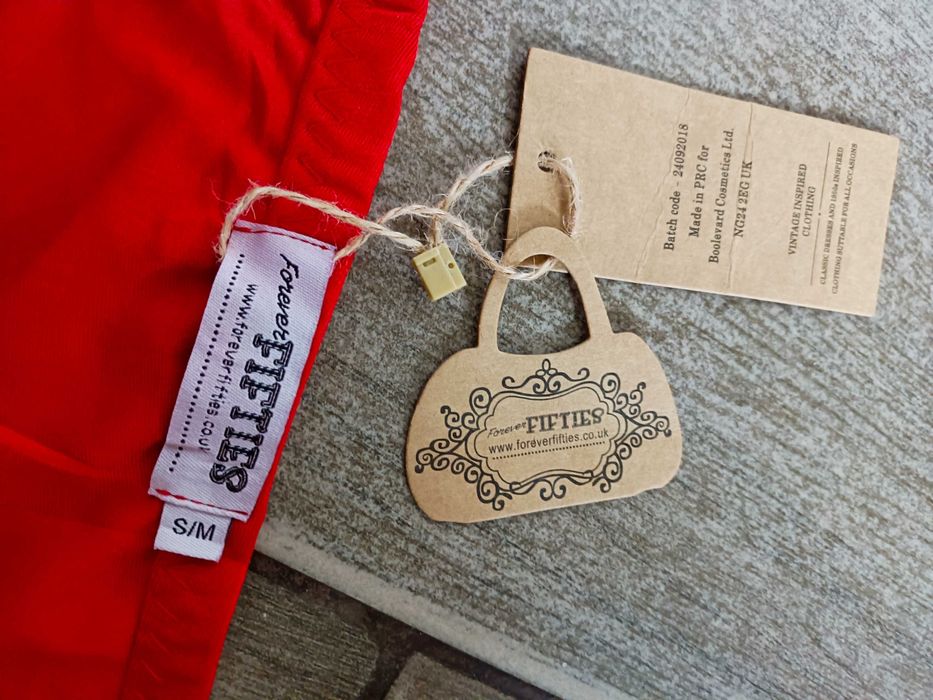 Forever FIFTIES
www.foreverfifties.co.uk
S/M
Forever FIFTIES
www.foreverfifties.co.uk
Batch code - 24092018
Made in PRC for
Boulevard Cosmetics Ltd.
NG24 2EG UK
VINTAGE INSPIRED
CLOTHING
CLASSIC DRESSES AND 1950s INSPIRED
CLOTHING SUITABLE FOR ALL OCCASIONS